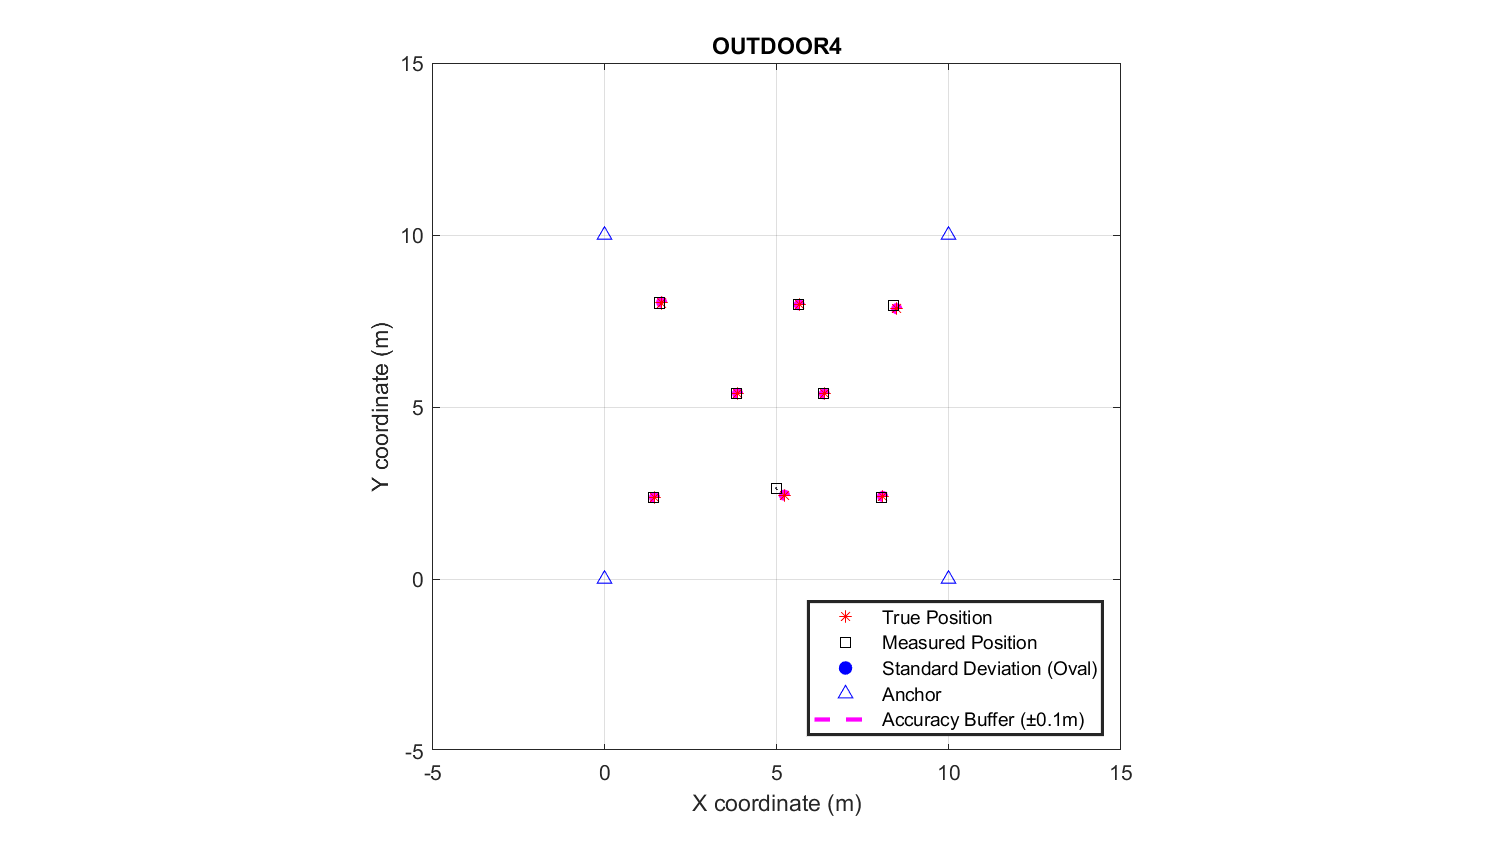 OUTDOOR4
15
10
5
0
-5
-5
0
5
10
15
X coordinate (m)
Y coordinate (m)
True Position
Measured Position
Standard Deviation (Oval)
Anchor
Accuracy Buffer (±0.1m)